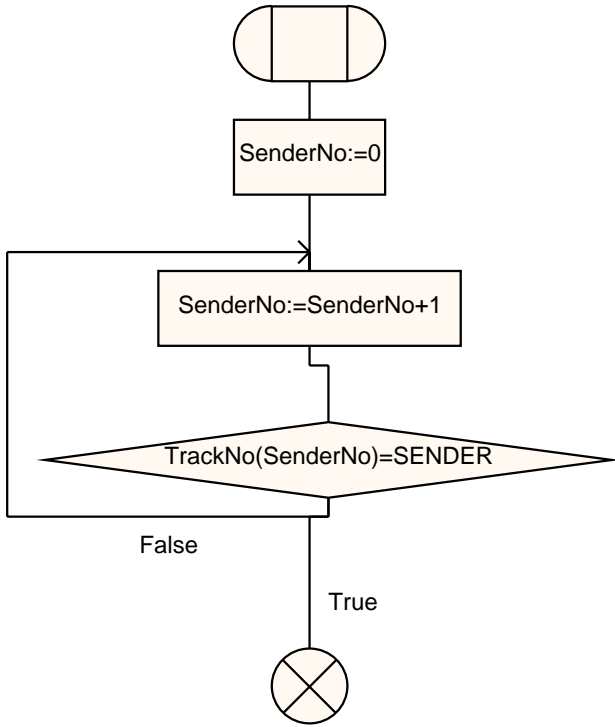 SenderNo:=0
SenderNo:=SenderNo+1
TrackNo(SenderNo)=SENDER
False
True